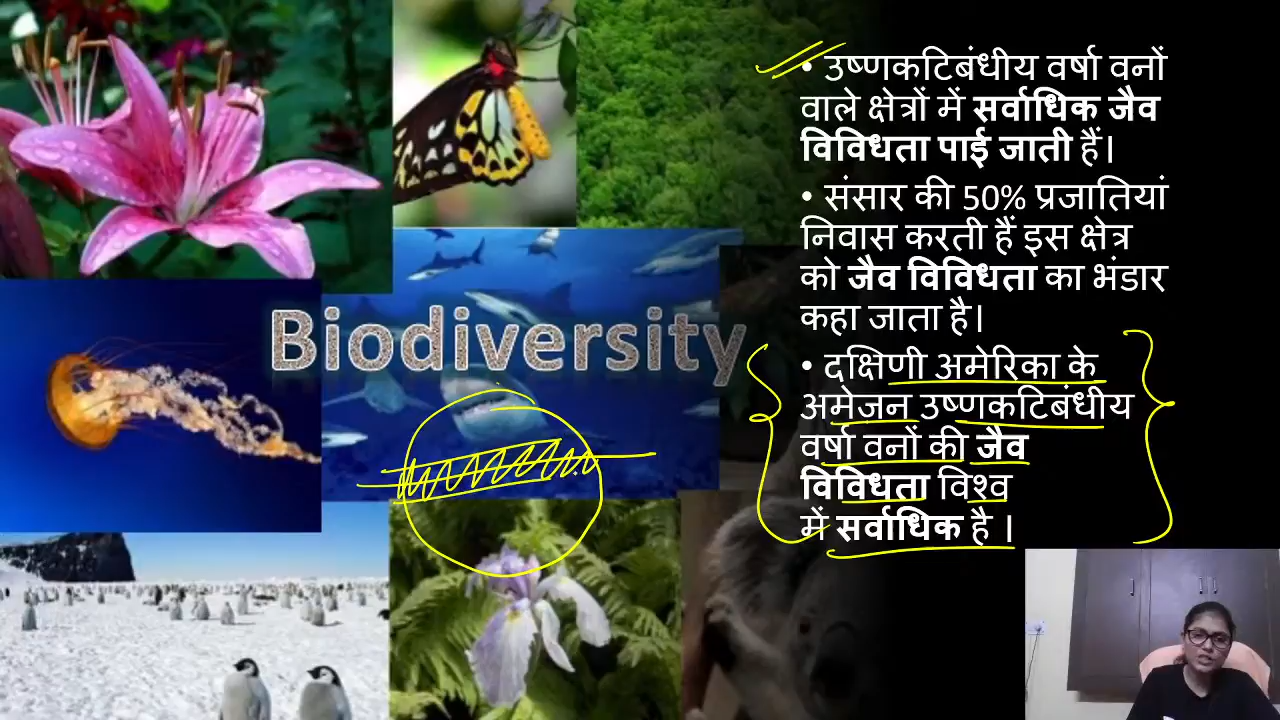 Biodiversity
• उष्णकटिबंधीय वर्षा वनों
वाले क्षेत्रों में सर्वाधिक जैव
विविधता पाई जाती हैं।
• संसार की 50% प्रजातियां
निवास करती हैं इस क्षेत्र
को जैव विविधता का भंडार
कहा जाता है।
• दक्षिणी अमेरिका के
अमेजन उष्णकटिबंधीय
वर्षा वनों की जैव
विविधता विश्व
में सर्वाधिक है ।